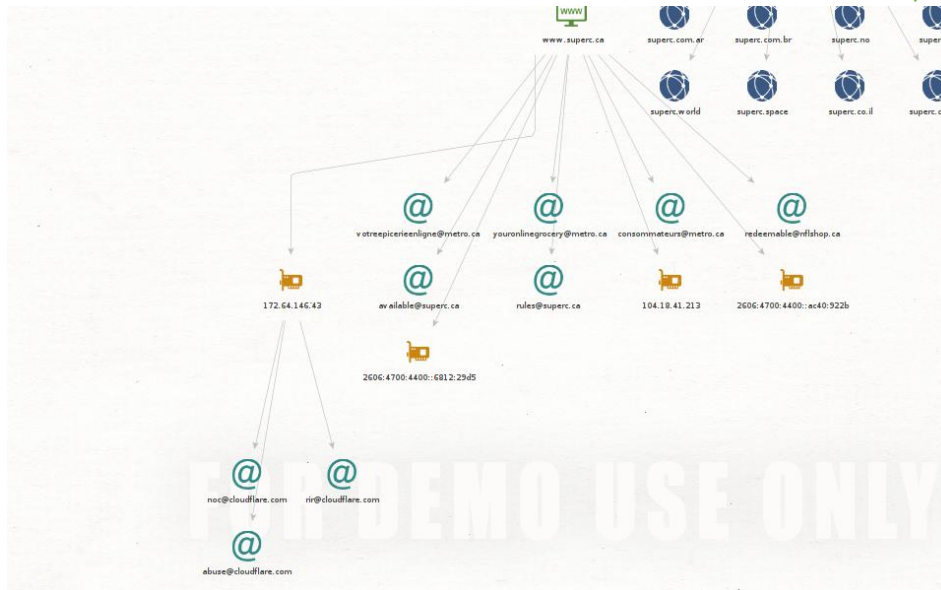 www
www.superc.ca
superc.com.ar
superc.com.br
superc.no
superc.world
superc.space
superc.co.il
votreepicerieenligne@metro.ca
youronlinegrocery@metro.ca
consommateurs@metro.ca
redeemable@nflshop.ca
172.64.146.43
available@superc.ca
rules@superc.ca
104.18.41.213
2606:4700:4400::ac40:922b
2606:4700:4400::6812:29d5
FOR DEMO USE ONLY
noc@cloudflare.com
rir@cloudflare.com
abuse@cloudflare.com